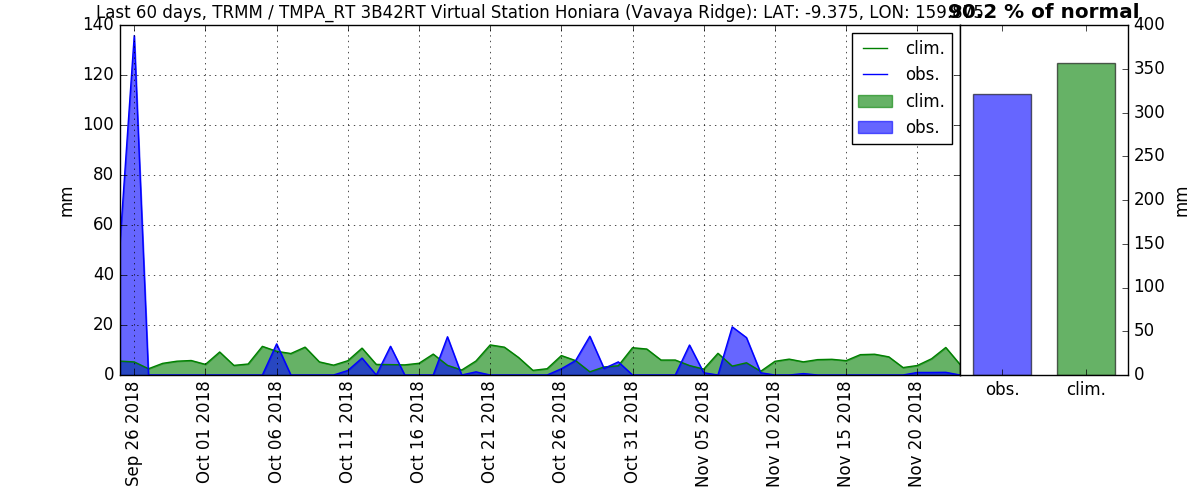 Last 60 days, TRMM / TMPA_RT 3B42RT Virtual Station Honiara (Vavaya Ridge): LAT: -9.375, LON:
90.2 % of normal
140
120
100
80
60
40
20
0
mm
clim.
obs.
clim.
obs.
400
350
300
250
200
150
100
50
0
mm
obs.
clim.
Sep 26 2018
Oct 01 2018
Oct 06 2018
Oct 11 2018
Oct 16 2018
Oct 21 2018
Oct 26 2018
Oct 31 2018
Nov 05 2018
Nov 10 2018
Nov 15 2018
Nov 20 2018